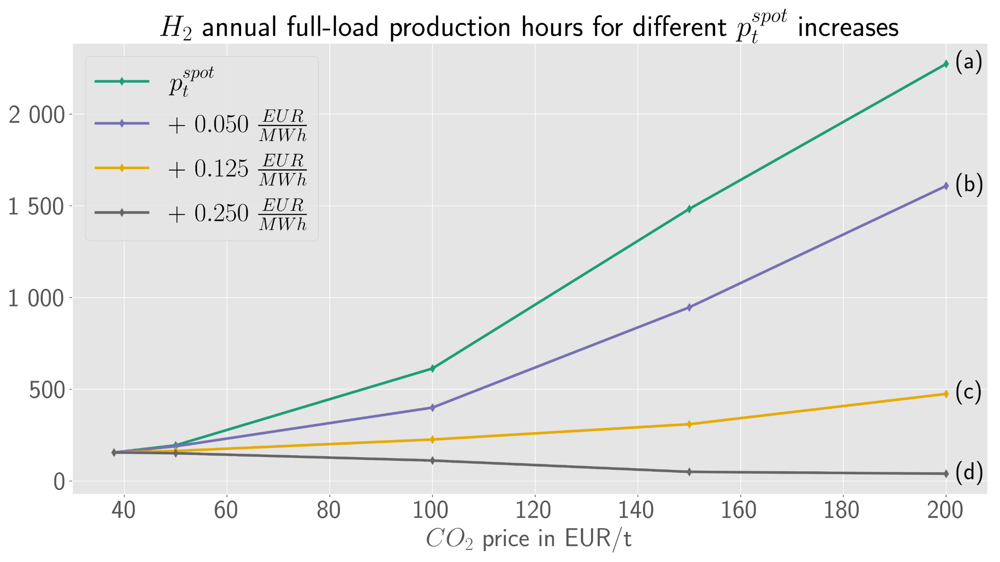 H₂ annual full-load production hours for different p_t^{spot} increases
p_t^{spot}
+ 0.050 EUR/MWh
+ 0.125 EUR/MWh
+ 0.250 EUR/MWh
(a)
(b)
(c)
(d)
2 000
1 500
1 000
500
0
40 60 80 100 120 140 160 180 200
CO₂ price in EUR/t